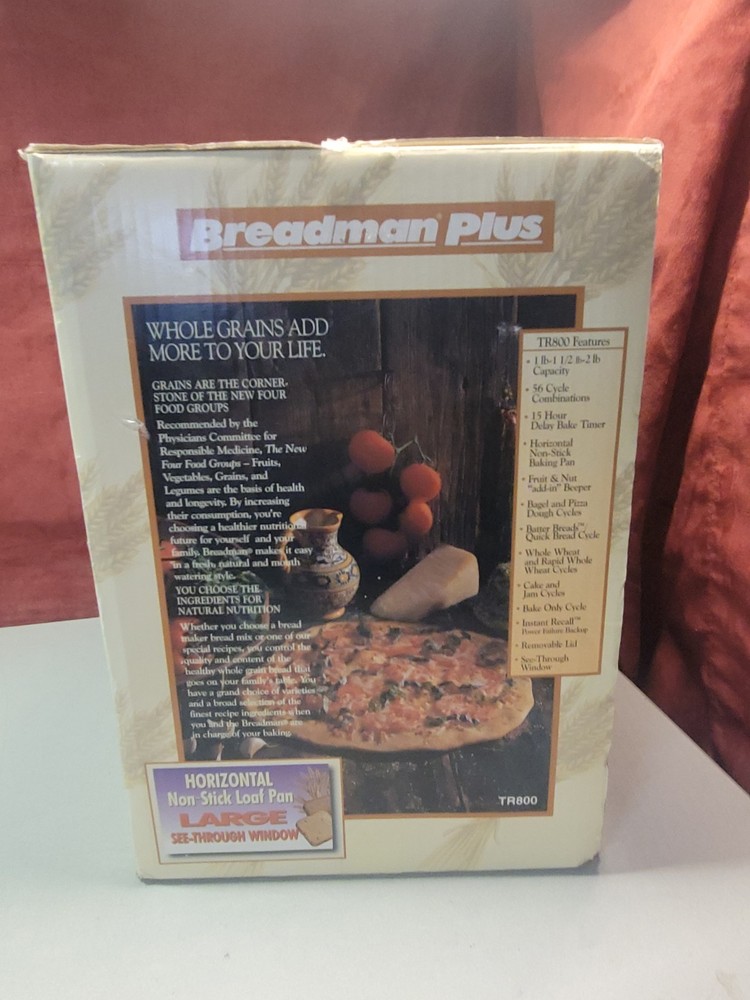 Breadman® Plus
WHOLE GRAINS ADD
MORE TO YOUR LIFE.
GRAINS ARE THE CORNER-
STONE OF THE NEW FOUR
FOOD GROUPS
Recommended by the
Physicians Committee for
Responsible Medicine, The New
Four Food Groups – Fruits,
Vegetables, Grains, and
Legumes are the basis of health
and longevity. By increasing
their consumption, you're
choosing a healthier nutritional
future for yourself and your
family. Breadman® makes it easy
in a fresh, natural and mouth
watering style.
YOU CHOOSE THE
INGREDIENTS FOR
NATURAL NUTRITION
Whether you choose a bread
maker bread mix or one of our
special recipes, you control the
quality and content of the
healthy whole grain bread that
goes on your family's table. You
have a grand choice of varieties
and a broad selection of the
finest recipe ingredients when
you and the Breadman® are
in charge of your baking.
TR800 Features
• 1 lb-1 1/2 lb-2 lb
Capacity
• 56 Cycle
Combinations
• 15 Hour
Delay Bake Timer
• Horizontal
Non-Stick
Baking Pan
• Fruit & Nut
"add-in" Beeper
• Bagel and Pizza
Dough Cycles
• Batter Breads™/
Quick Bread Cycle
• Whole Wheat
and Rapid Whole
Wheat Cycles
• Cake and
Jam Cycles
• Bake Only Cycle
• Instant Recall™
Power Failure Backup
• Removable Lid
• See-Through
Window
HORIZONTAL
Non Stick Loaf Pan
LARGE
SEE-THROUGH WINDOW
TR800